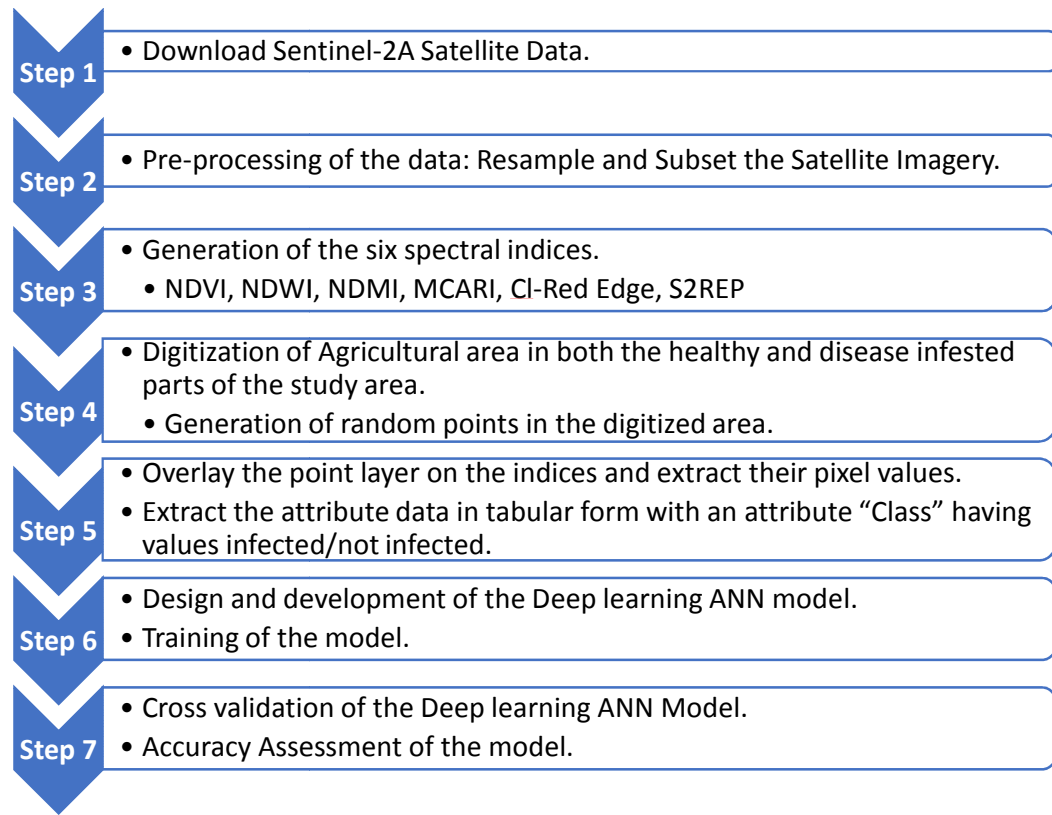 Step 1
• Download Sentinel-2A Satellite Data.
Step 2
• Pre-processing of the data: Resample and Subset the Satellite Imagery.
Step 3
• Generation of the six spectral indices.
• NDVI, NDWI, NDMI, MCARI, Cl-Red Edge, S2REP
Step 4
• Digitization of Agricultural area in both the healthy and disease infested
parts of the study area.
• Generation of random points in the digitized area.
Step 5
• Overlay the point layer on the indices and extract their pixel values.
• Extract the attribute data in tabular form with an attribute “Class” having
values infected/not infected.
Step 6
• Design and development of the Deep learning ANN model.
• Training of the model.
Step 7
• Cross validation of the Deep learning ANN Model.
• Accuracy Assessment of the model.